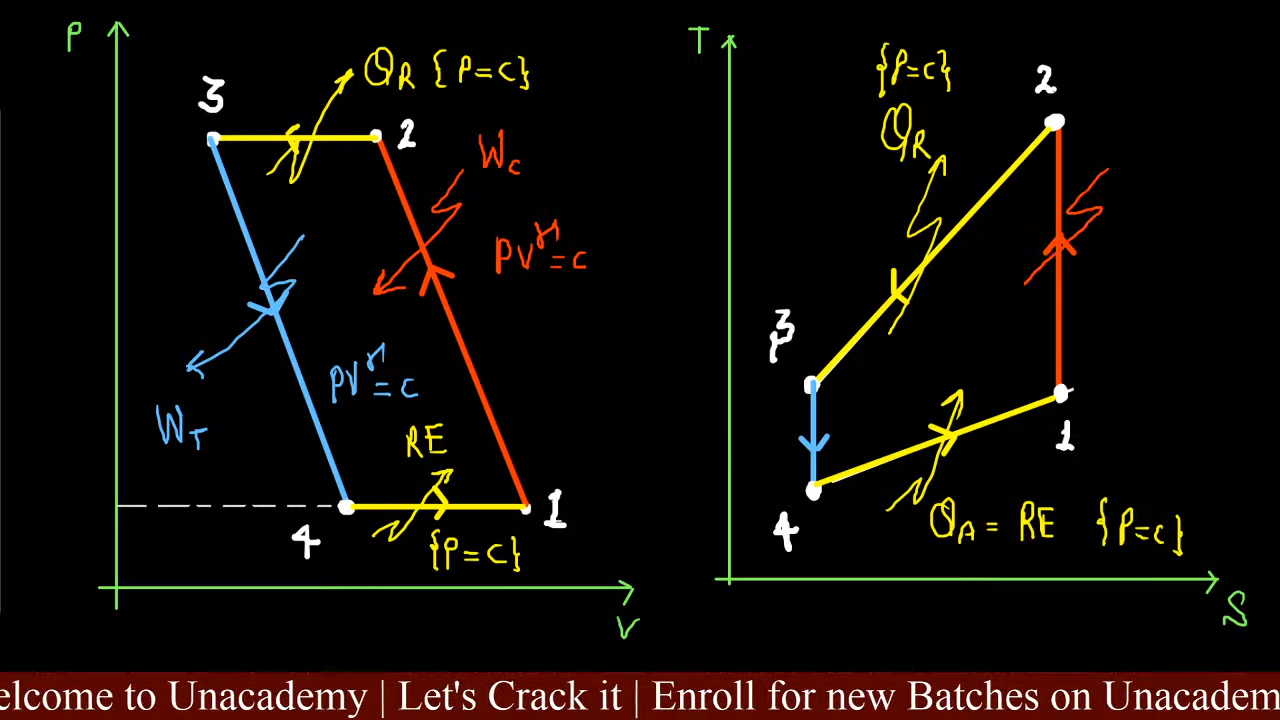 P
3
QR {P=C}
2
Wc
PVγ=C
WT
PVγ=C
RE
4
1
{P=C}
V
T
{P=C}
2
QR
3
1
4
QA = RE {P=C}
S
elcome to Unacademy | Let's Crack it | Enroll for new Batches on Unacadem